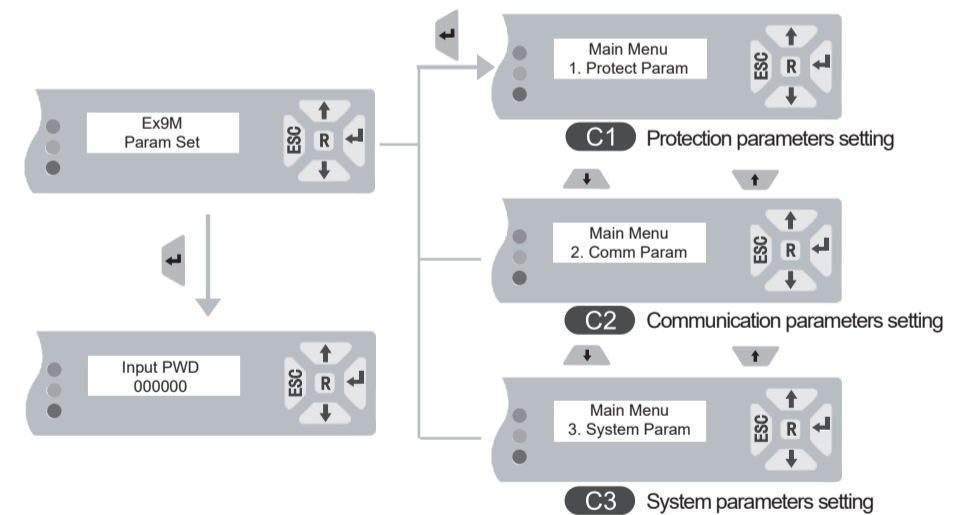 Ex9M
Param Set
ESC
R
Input PWD
000000
ESC
R
Main Menu
1. Protect Param
ESC
R
C1 Protection parameters setting
Main Menu
2. Comm Param
ESC
R
C2 Communication parameters setting
Main Menu
3. System Param
ESC
R
C3 System parameters setting